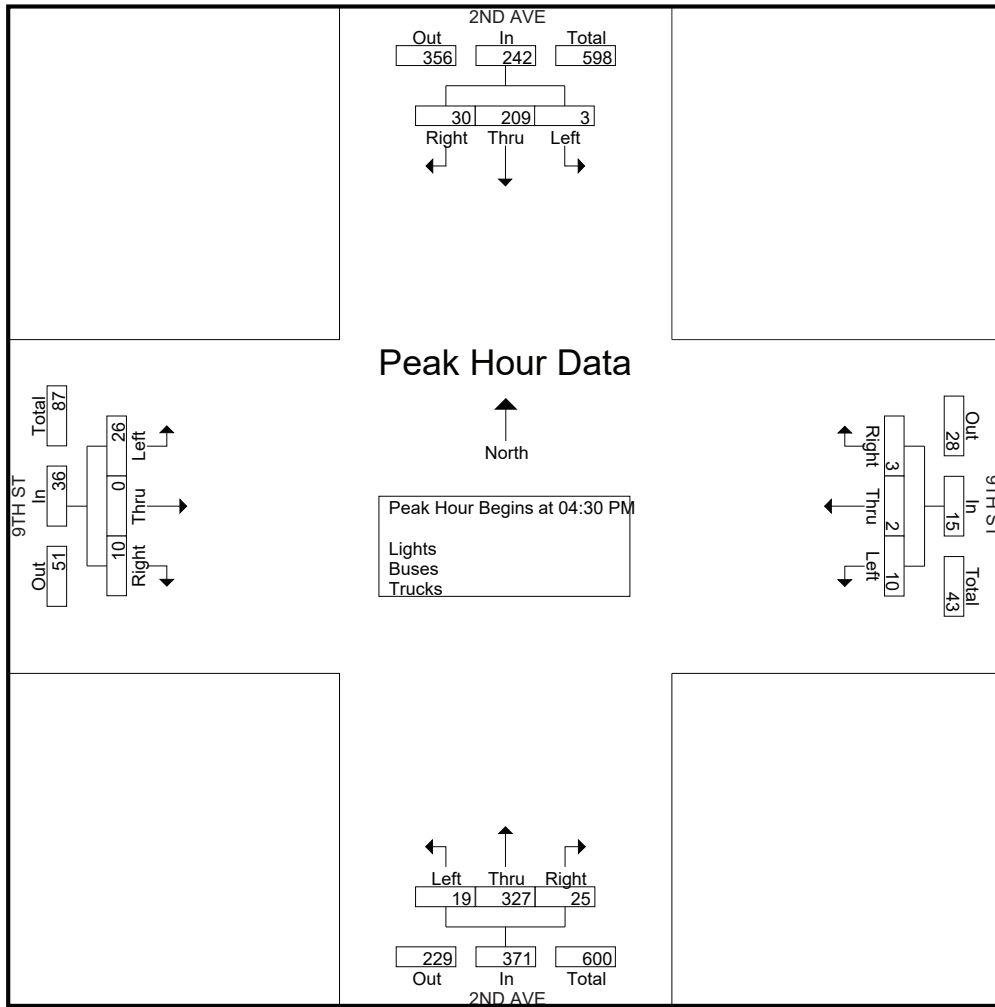 2ND AVE
Out In Total
356 242 598
30 209 3
Right Thru Left
Peak Hour Data
North
Peak Hour Begins at 04:30 PM
Lights
Buses
Trucks
9TH ST
Total In Out
87 36 51
26 0 10
Left Thru Right
Right Thru Left
3 2 10
Out In Total
28 15 43
9TH ST
Left Thru Right
19 327 25
229 371 600
Out In Total
2ND AVE